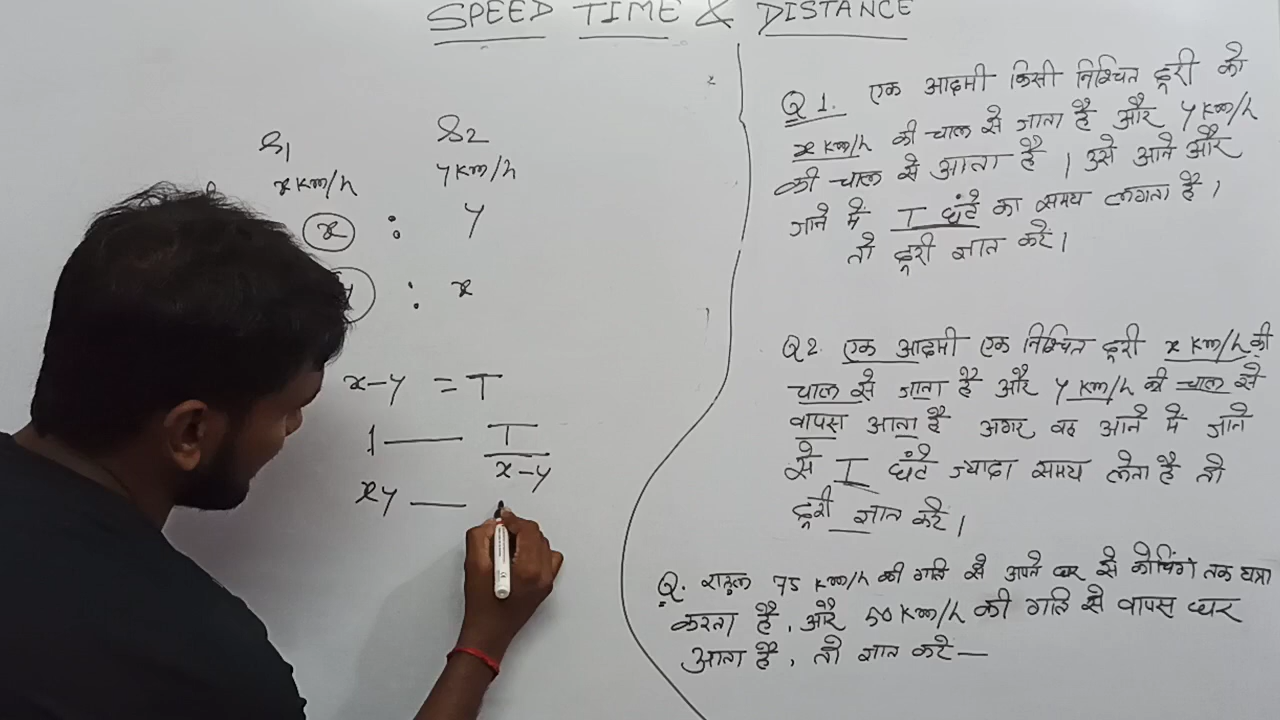 SPEED TIME & DISTANCE
S1 S2
x km/h y km/h
x : y
: x
x-y = T
1 — T/x-y
xy —
Q1. एक आदमी किसी निश्चित दूरी को
x km/h की चाल से जाता है और y km/h
की चाल से आता है। उसे आने और
जाने में T घंटे का समय लगता है।
तो दूरी ज्ञात करें।
Q2. एक आदमी एक निश्चित दूरी x km/h की
चाल से जाता है और y km/h की चाल से
वापस आता है अगर वह आने में जाने
से T घंटे ज्यादा समय लेता है तो
दूरी ज्ञात करें।
Q. राहुल 75 km/h की गति से अपने घर से कोचिंग तक यात्रा
करता है, और 50 km/h की गति से वापस घर
आता है, तो ज्ञात करें —